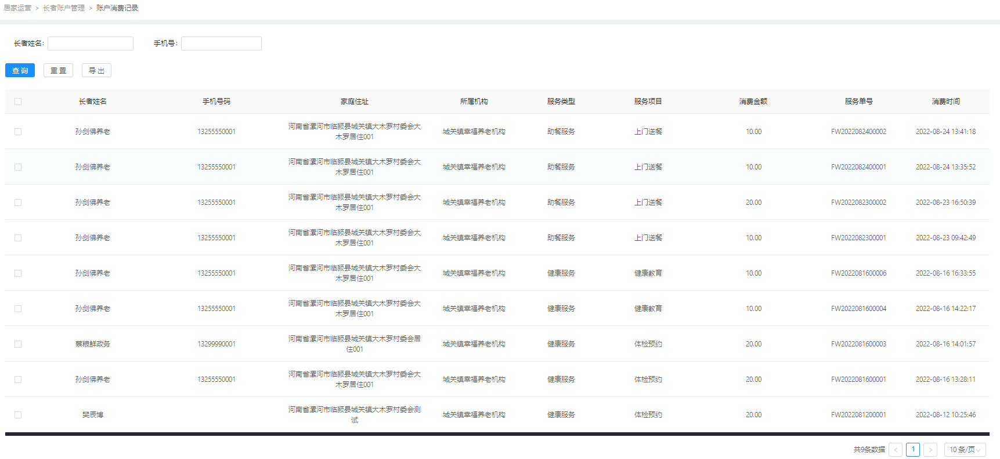 居家运营 > 长者账户管理 > 账户消费记录
长者姓名: 手机号:
查 询 重 置 导 出
长者姓名 手机号码 家庭住址 所属机构 服务类型 服务项目 消费金额 服务单号 消费时间
孙剑佛养老 13255550001 河南省漯河市临颍县城关镇大木罗村委会大 城关镇幸福养老机构 助餐服务 上门送餐 10.00 FW2022082400002 2022-08-24 13:41:18
木罗居住001
孙剑佛养老 13255550001 河南省漯河市临颍县城关镇大木罗村委会大 城关镇幸福养老机构 助餐服务 上门送餐 10.00 FW2022082400001 2022-08-24 13:35:52
木罗居住001
孙剑佛养老 13255550001 河南省漯河市临颍县城关镇大木罗村委会大 城关镇幸福养老机构 助餐服务 上门送餐 20.00 FW2022082300002 2022-08-23 16:50:39
木罗居住001
孙剑佛养老 13255550001 河南省漯河市临颍县城关镇大木罗村委会大 城关镇幸福养老机构 助餐服务 上门送餐 10.00 FW2022082300001 2022-08-23 09:42:49
木罗居住001
孙剑佛养老 13255550001 河南省漯河市临颍县城关镇大木罗村委会大 城关镇幸福养老机构 健康服务 健康教育 10.00 FW2022081600006 2022-08-16 16:33:55
木罗居住001
孙剑佛养老 13255550001 河南省漯河市临颍县城关镇大木罗村委会大 城关镇幸福养老机构 健康服务 健康教育 10.00 FW2022081600004 2022-08-16 14:22:17
木罗居住001
蔡粮鲜政务 13299990001 河南省漯河市临颍县城关镇大木罗村委会居 城关镇幸福养老机构 健康服务 体检预约 20.00 FW2022081600003 2022-08-16 14:01:57
住001
孙剑佛养老 13255550001 河南省漯河市临颍县城关镇大木罗村委会大 城关镇幸福养老机构 健康服务 体检预约 20.00 FW2022081600001 2022-08-16 13:28:11
木罗居住001
樊辰博 河南省漯河市临颍县城关镇大木罗村委会测 城关镇幸福养老机构 健康服务 体检预约 20.00 FW2022081200001 2022-08-12 10:25:46
试
共9条数据 < 1 > 10 条/页